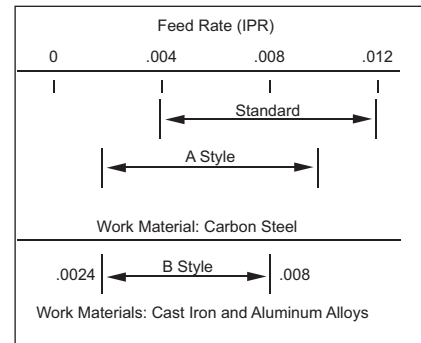 Feed Rate (IPR)
0 .004 .008 .012
Standard
A Style
Work Material: Carbon Steel
.0024 B Style .008
Work Materials: Cast Iron and Aluminum Alloys